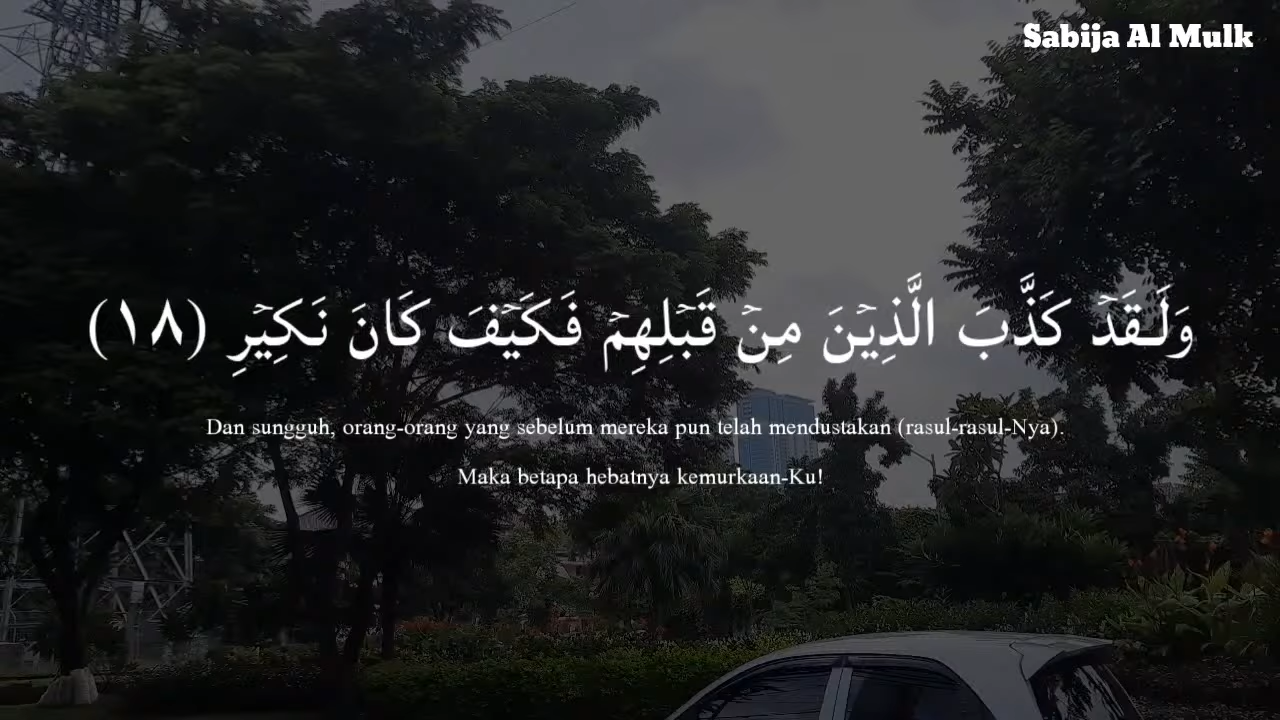 Sabija Al Mulk
وَلَـقَدۡ كَذَّبَ الَّذِيۡنَ مِنۡ قَبۡلِهِمۡ فَكَيۡفَ كَانَ نَكِيۡرِ (١٨)
Dan sungguh, orang-orang yang sebelum mereka pun telah mendustakan (rasul-rasul-Nya).
Maka betapa hebatnya kemurkaan-Ku!